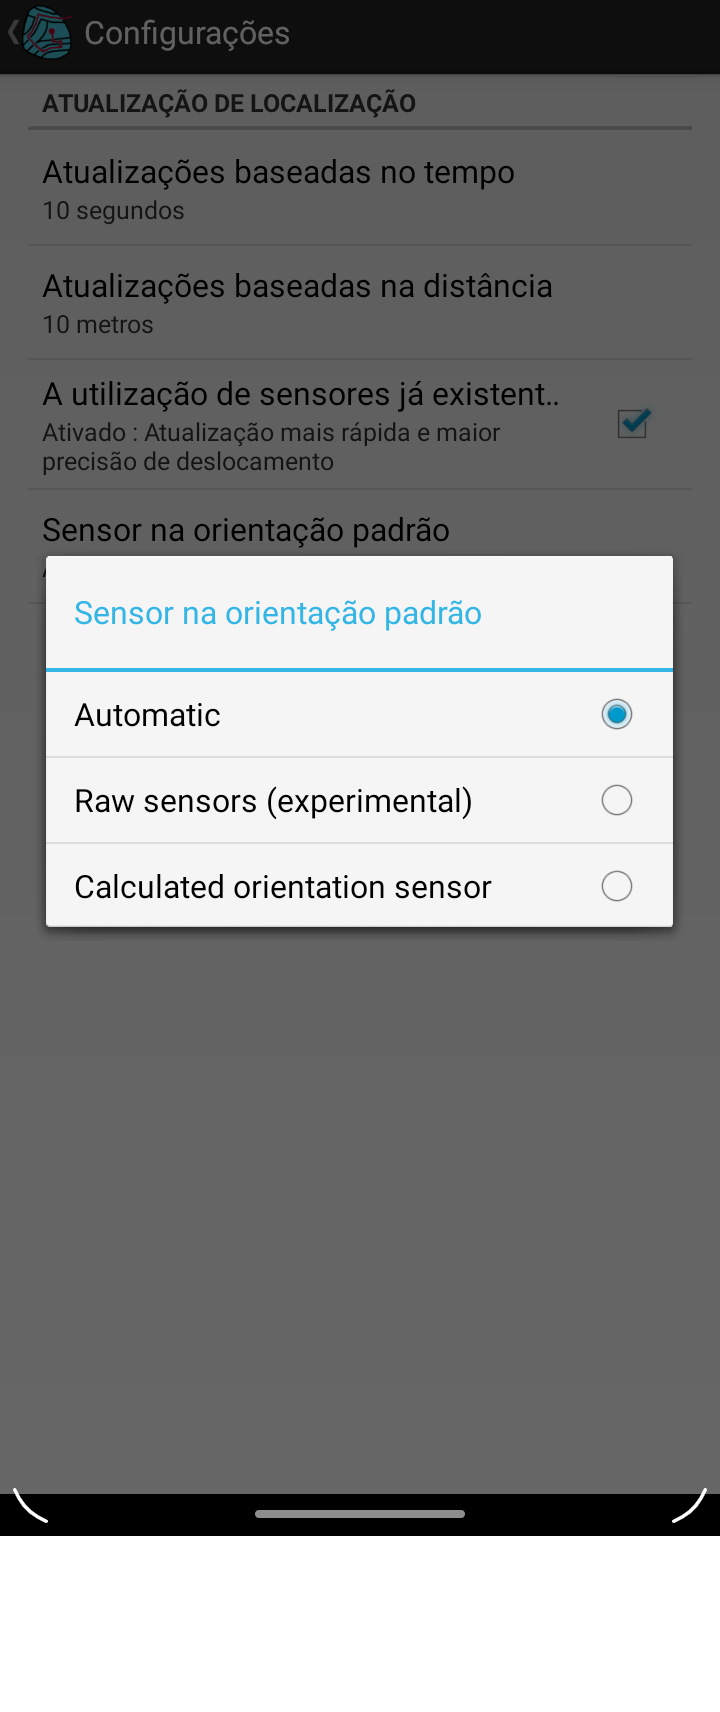 Configurações
ATUALIZAÇÃO DE LOCALIZAÇÃO
Atualizações baseadas no tempo
10 segundos
Atualizações baseadas na distância
10 metros
A utilização de sensores já existent..
Ativado : Atualização mais rápida e maior
precisão de deslocamento
Sensor na orientação padrão
Sensor na orientação padrão
Automatic
Raw sensors (experimental)
Calculated orientation sensor